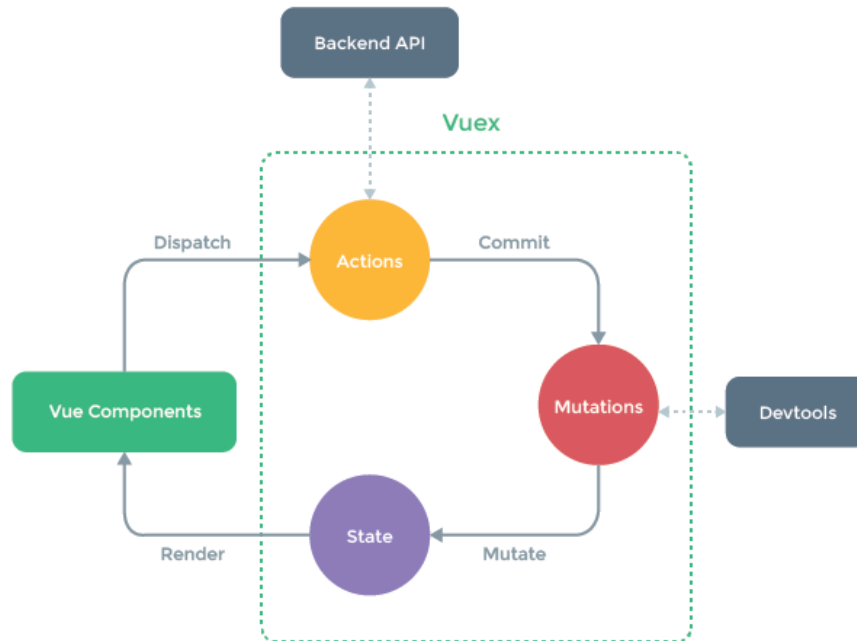 Backend API
Vuex
Dispatch
Commit
Actions
Vue Components
Mutations
Devtools
State
Render
Mutate